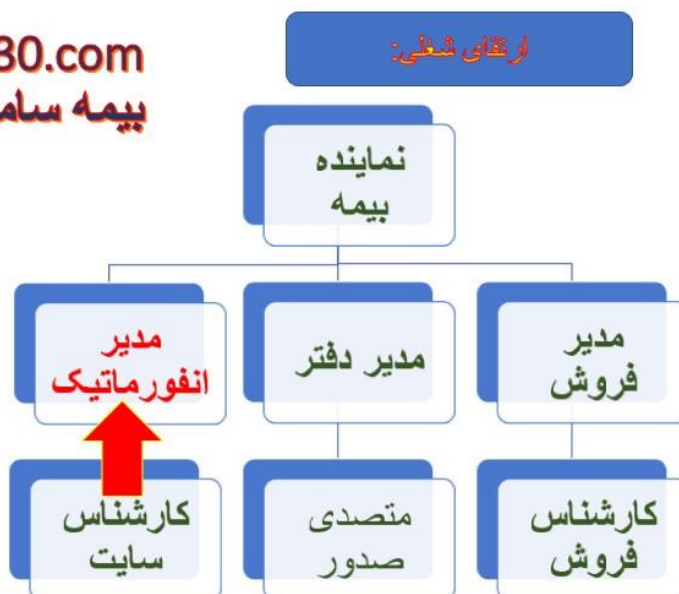 ارتقای شغلی:
30.com
بیمه سام
نماینده
بیمه
مدیر
فروش
مدیر دفتر
مدیر
انفورماتیک
کارشناس
فروش
متصدی
صدور
کارشناس
سایت